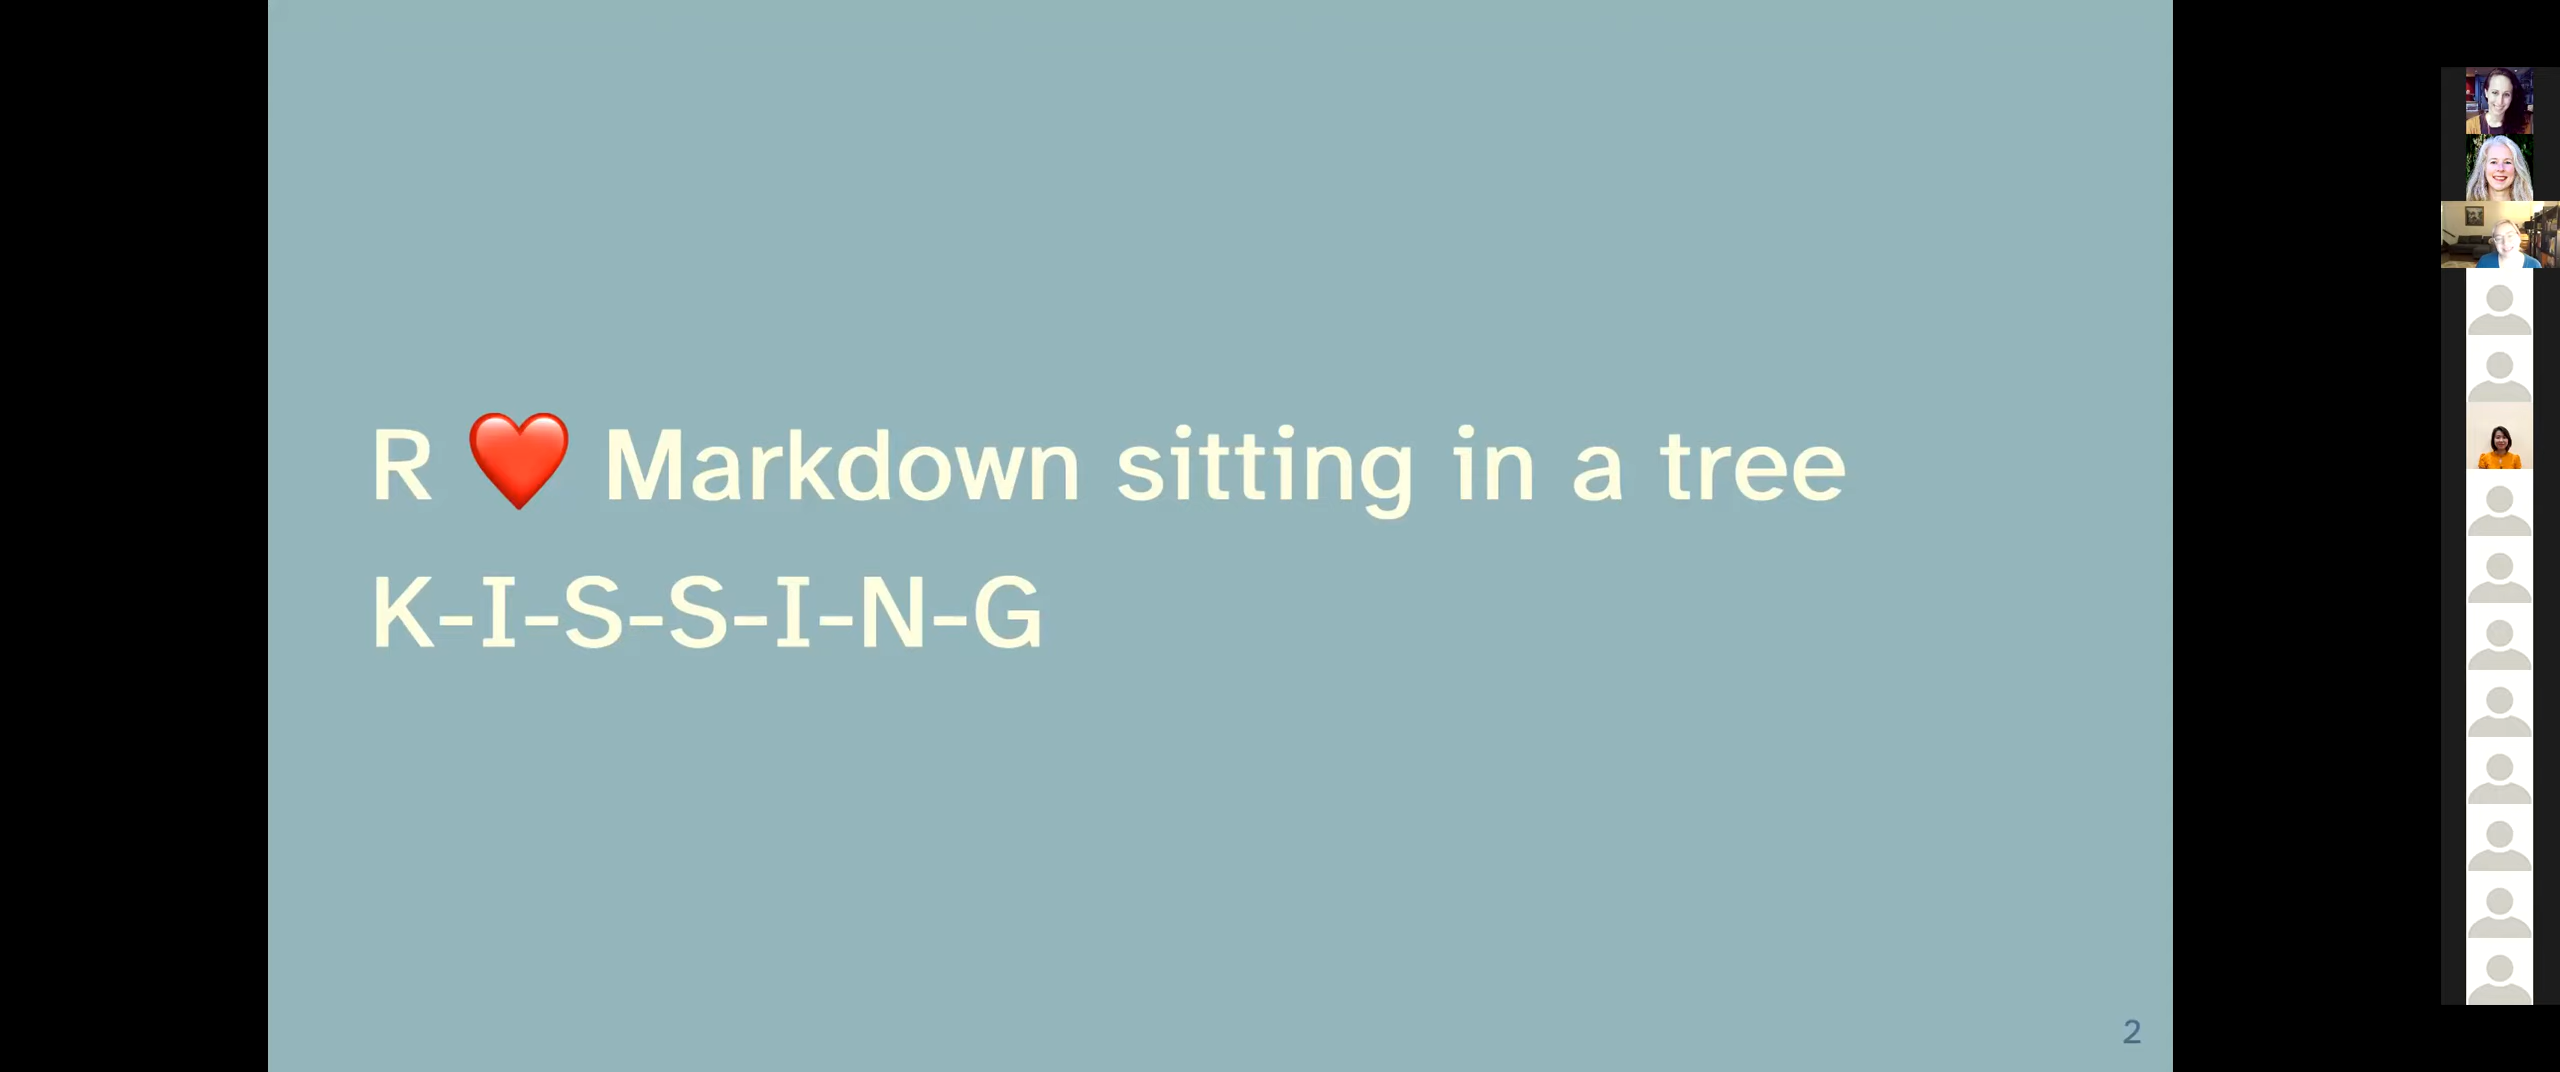 R ❤️ Markdown sitting in a tree
K-I-S-S-I-N-G
2